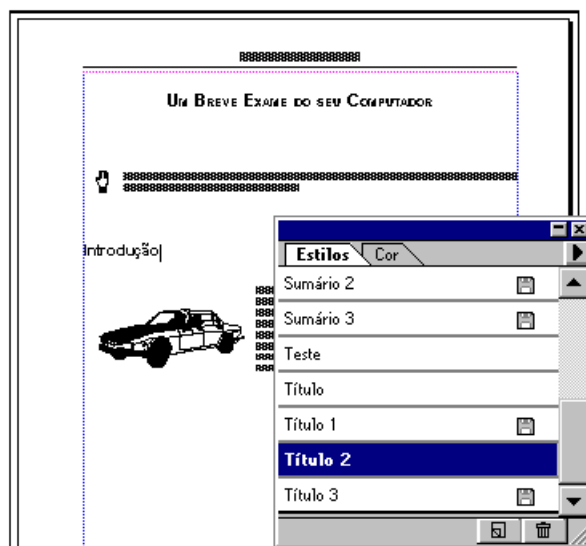 Um Breve Exame do seu Computador
Introdução
Estilos Cor
Sumário 2
Sumário 3
Teste
Título
Título 1
Título 2
Título 3